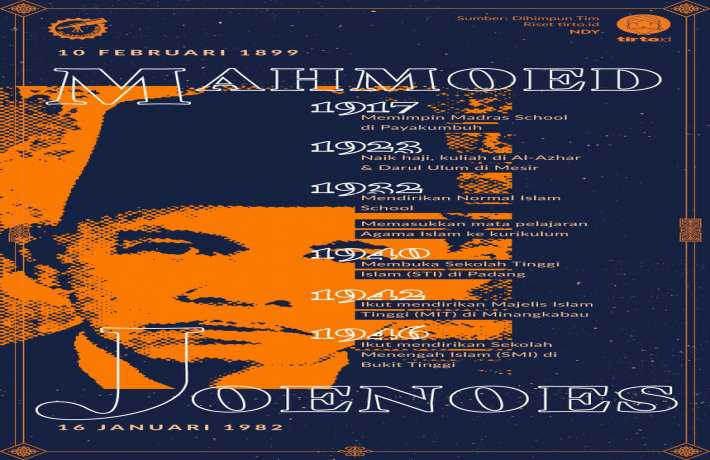 Sumber: Dihimpun Tim
Riset tirto.id
NDY
tirto.id
10 FEBRUARI 1899
MAHMOED
1917
Memimpin Madras School
di Payakumbuh
1923
Naik haji, kuliah di Al-Azhar
& Darul Ulum di Mesir
1932
Mendirikan Normal Islam
School
Memasukkan mata pelajaran
Agama Islam ke kurikulum
1940
Membuka Sekolah Tinggi
Islam (STI) di Padang
1942
Ikut mendirikan Majelis Islam
Tinggi (MIT) di Minangkabau
1946
Ikut mendirikan Sekolah
Menengah Islam (SMI) di
Bukit Tinggi
JOENOES
16 JANUARI 1982